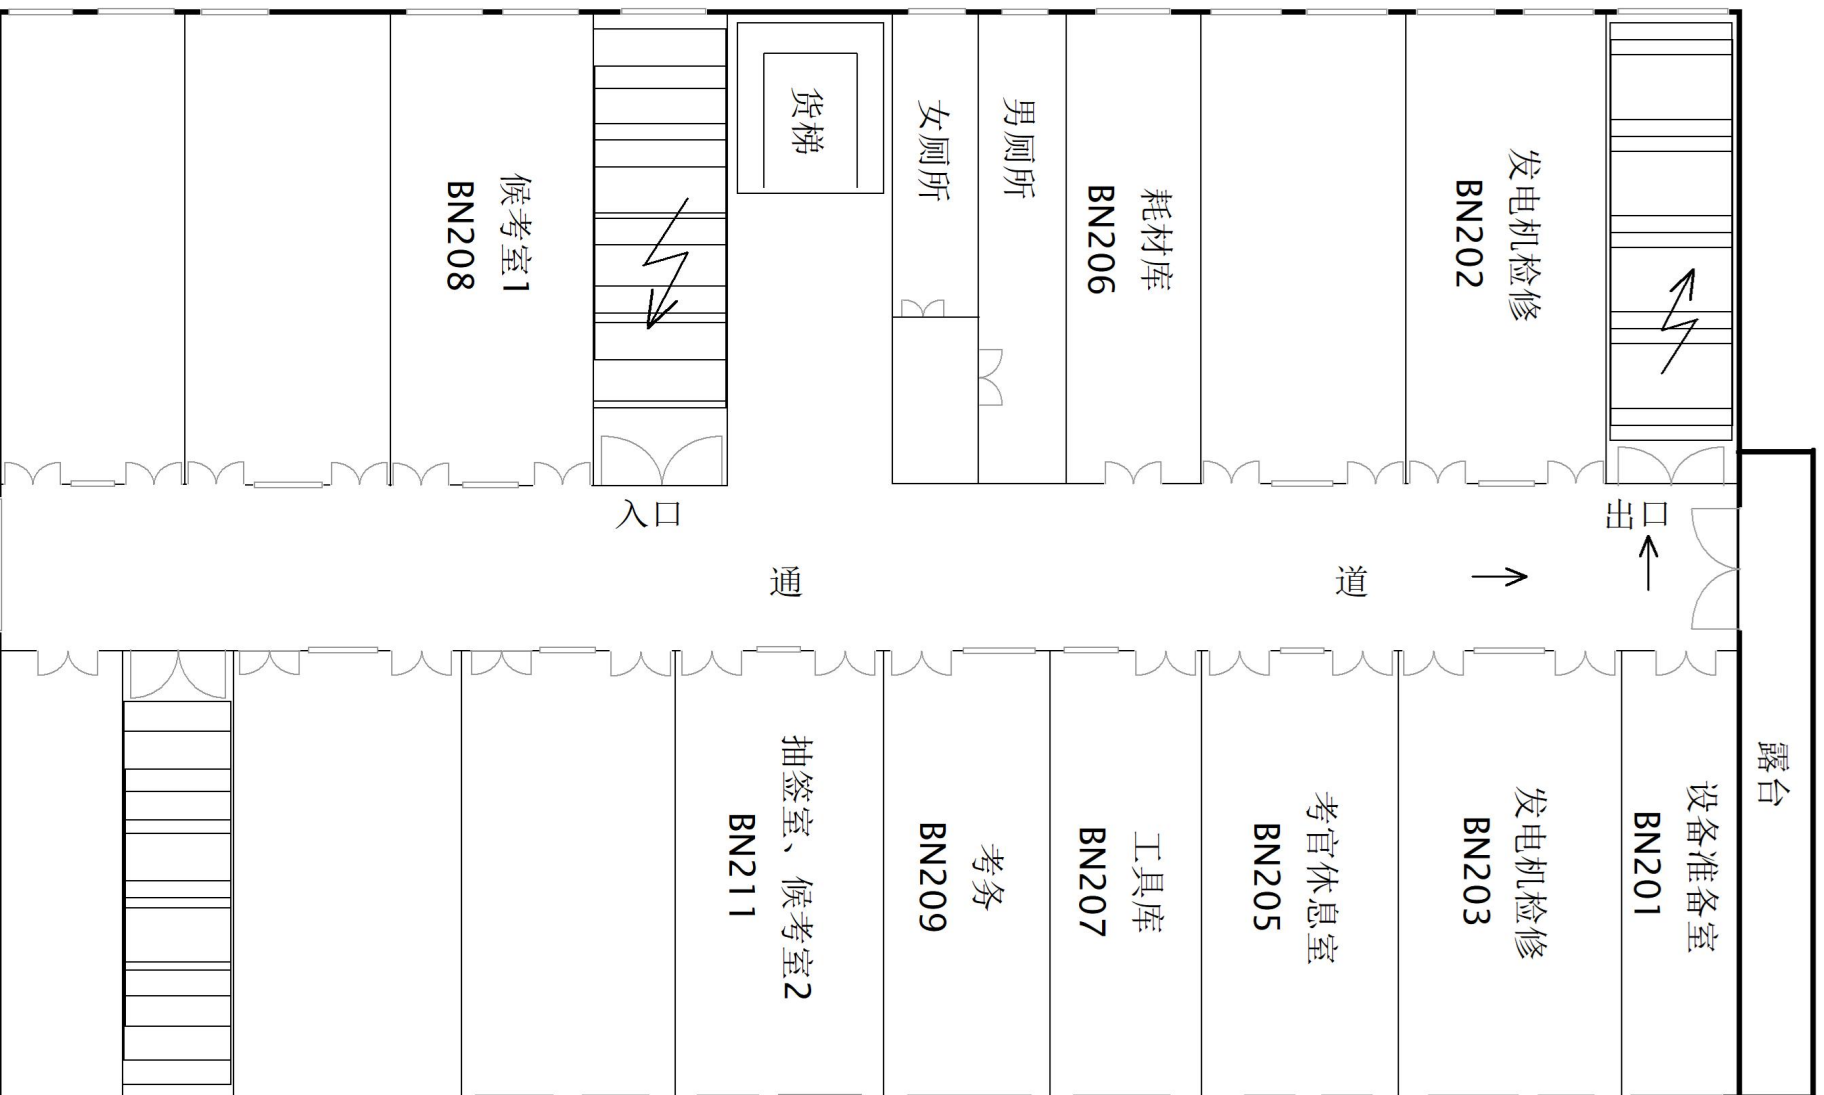 货梯
女厕所
男厕所
候考室1
BN208
耗材库
BN206
发电机检修
BN202
入口
出口
通
道
抽签室、候考室2
BN211
考务
BN209
工具库
BN207
考官休息室
BN205
发电机检修
BN203
设备准备室
BN201
露台